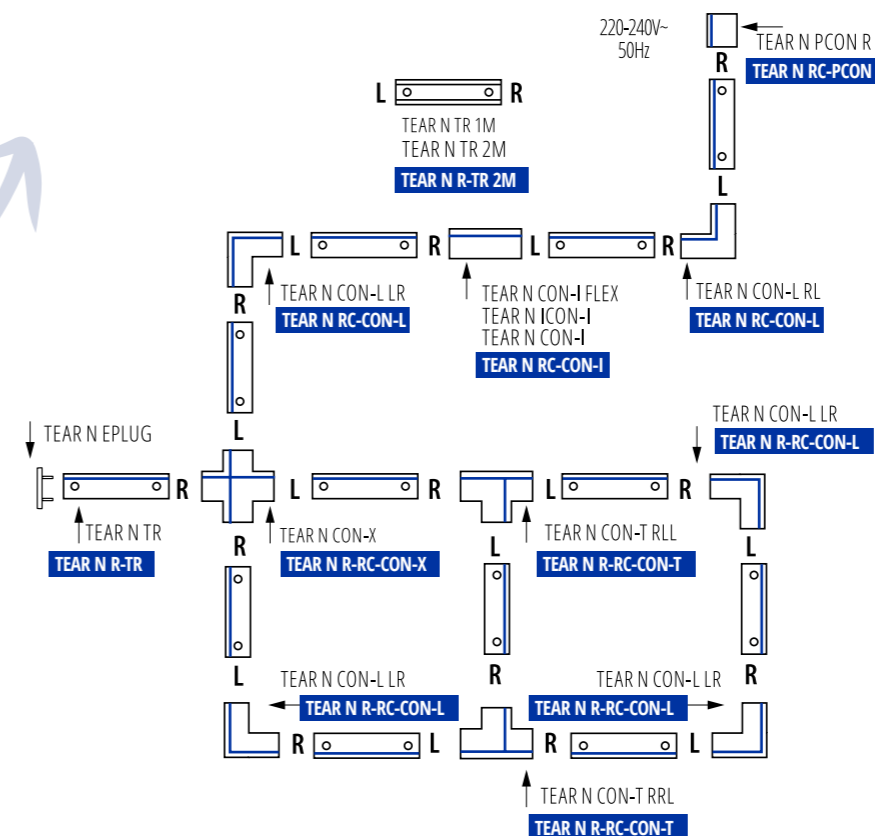 220-240V~
50Hz
TEAR N PCON R
TEAR N RC-PCON
R
L
L R
TEAR N TR 1M
TEAR N TR 2M
TEAR N R-TR 2M
L R L R
R
TEAR N CON-L LR
TEAR N RC-CON-L
TEAR N CON-I FLEX
TEAR N ICON-I
TEAR N CON-I
TEAR N RC-CON-I
TEAR N CON-L RL
TEAR N RC-CON-L
L
TEAR N EPLUG
TEAR N CON-L LR
TEAR N R-RC-CON-L
R L R L R
TEAR N TR
TEAR N R-TR
TEAR N CON-X
TEAR N R-RC-CON-X
TEAR N CON-T RLL
TEAR N R-RC-CON-T
R L L
L R R
TEAR N CON-L LR
TEAR N R-RC-CON-L
TEAR N CON-L LR
TEAR N R-RC-CON-L
R L R L
TEAR N CON-T RRL
TEAR N R-RC-CON-T